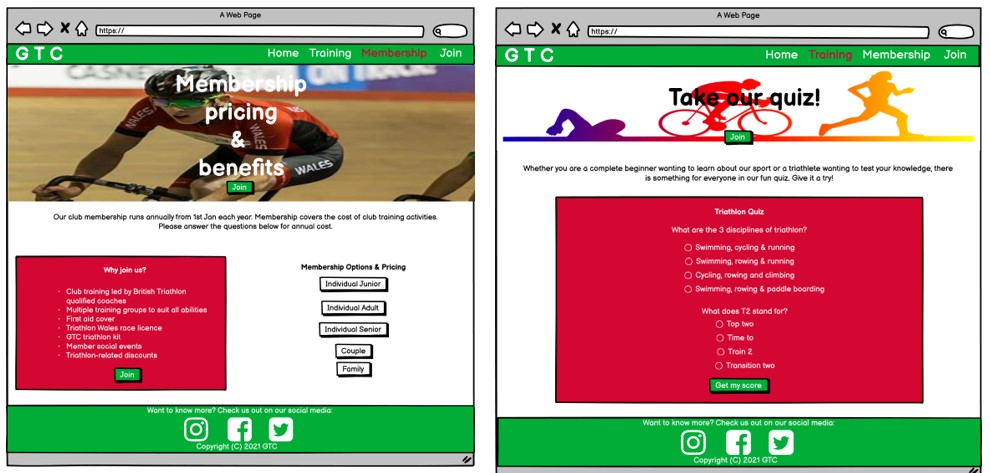 A Web Page
https://
GTC
Home Training Membership Join
CASNE
ON TRACK
Membership
pricing
&
benefits
WALES
WALES
WALES
Join
Our club membership runs annually from 1st Jan each year. Membership covers the cost of club training activities.
Please answer the questions below for annual cost.
Why join us?
• Club training led by British Triathlon
qualified coaches
• Multiple training groups to suit all abilities
• First aid cover
• Triathlon Wales race licence
• GTC triathlon kit
• Member social events
• Triathlon-related discounts
Join
Membership Options & Pricing
Individual Junior
Individual Adult
Individual Senior
Couple
Family
Want to know more? Check us out on our social media:
Copyright (C) 2021 GTC
A Web Page
https://
GTC
Home Training Membership Join
Take our quiz!
Join
Whether you are a complete beginner wanting to learn about our sport or a triathlete wanting to test your knowledge, there
is something for everyone in our fun quiz. Give it a try!
Triathlon Quiz
What are the 3 disciplines of triathlon?
Swimming, cycling & running
Swimming, rowing & running
Cycling, rowing and climbing
Swimming, rowing & paddle boarding
What does T2 stand for?
Top two
Time to
Train 2
Transition two
Get my score
Want to know more? Check us out on our social media:
Copyright (C) 2021 GTC